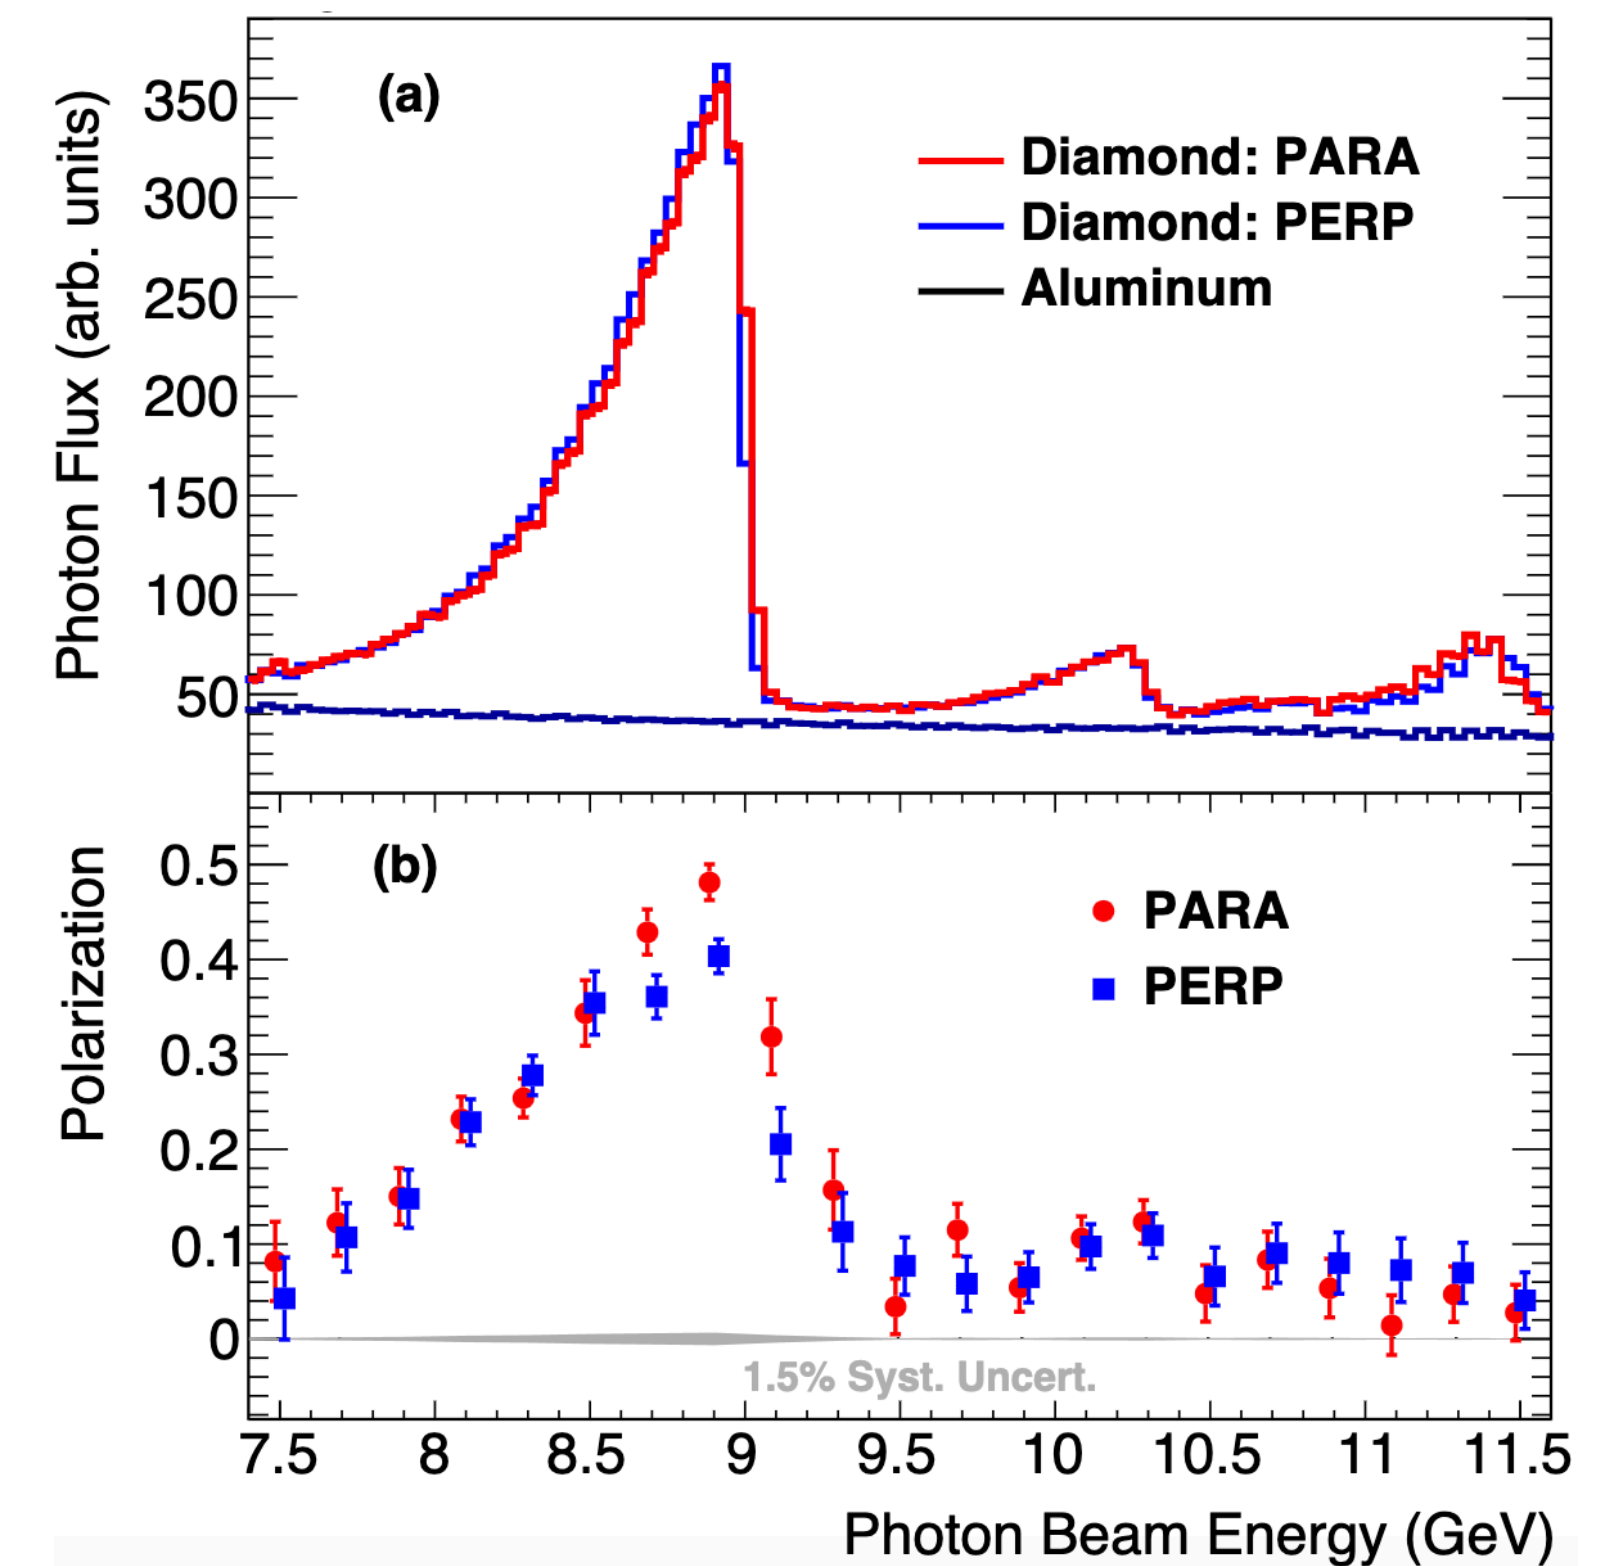 (a)
Photon Flux (arb. units)
350
300
250
200
150
100
50
Diamond: PARA
Diamond: PERP
Aluminum
(b)
Polarization
0.5
0.4
0.3
0.2
0.1
0
PARA
PERP
1.5% Syst. Uncert.
7.5 8 8.5 9 9.5 10 10.5 11 11.5
Photon Beam Energy (GeV)